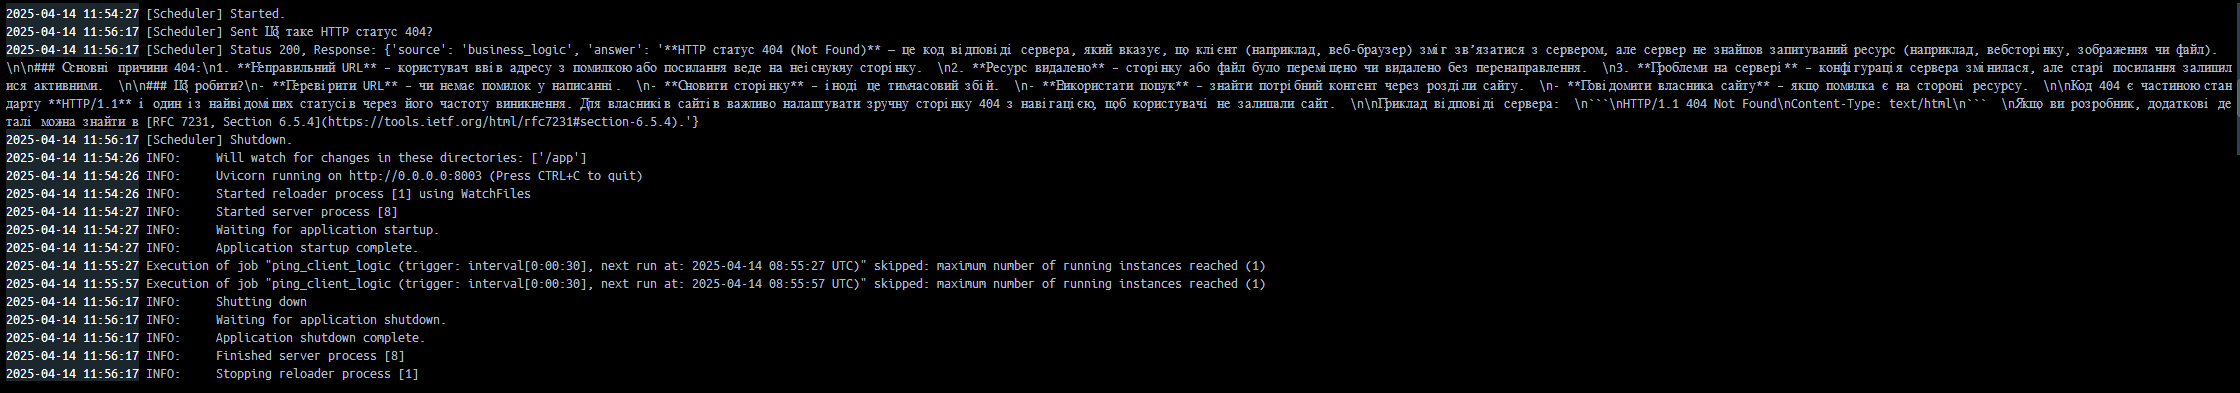 2025-04-14 11:54:27 [Scheduler] Started.
2025-04-14 11:56:17 [Scheduler] Sent Що таке HTTP статус 404?
2025-04-14 11:56:17 [Scheduler] Status 200, Response: {'source': 'business_logic', 'answer': '**HTTP статус 404 (Not Found)** — це код відповіді сервера, який вказує, що клієнт (наприклад, веб-браузер) зміг зв’язатися з сервером, але сервер не знайшов запитуваний ресурс (наприклад, вебсторінку, зображення чи файл).
\n\n### Основні причини 404:\n1. **Неправильний URL** – користувач ввів адресу з помилкою або посилання веде на неіснуючу сторінку.  \n2. **Ресурс видалено** – сторінку або файл було переміщено чи видалено без перенаправлення.  \n3. **Проблеми на сервері** – конфігурація сервера змінилася, але старі посилання залишил
ися активними.  \n\n### Що робити?\n- **Перевірити URL** – чи немає помилок у написанні.  \n- **Оновити сторінку** – іноді це тимчасовий збій.  \n- **Використати пошук** – знайти потрібний контент через розділи сайту.  \n- **Повідомити власника сайту** – якщо помилка є на стороні ресурсу.  \n\nКод 404 є частиною стан
дарту **HTTP/1.1** і один із найвідоміших статусів через його частоту виникнення. Для власників сайтів важливо налаштувати зручну сторінку 404 з навігацією, щоб користувачі не залишали сайт.  \n\nПриклад відповіді сервера:  \n```\nHTTP/1.1 404 Not Found\nContent-Type: text/html\n```  \nЯкщо ви розробник, додаткові де
талі можна знайти в [RFC 7231, Section 6.5.4](https://tools.ietf.org/html/rfc7231#section-6.5.4).'}
2025-04-14 11:56:17 [Scheduler] Shutdown.
2025-04-14 11:54:26 INFO:     Will watch for changes in these directories: ['/app']
2025-04-14 11:54:26 INFO:     Uvicorn running on http://0.0.0.0:8003 (Press CTRL+C to quit)
2025-04-14 11:54:26 INFO:     Started reloader process [1] using WatchFiles
2025-04-14 11:54:27 INFO:     Started server process [8]
2025-04-14 11:54:27 INFO:     Waiting for application startup.
2025-04-14 11:54:27 INFO:     Application startup complete.
2025-04-14 11:55:27 Execution of job "ping_client_logic (trigger: interval[0:00:30], next run at: 2025-04-14 08:55:27 UTC)" skipped: maximum number of running instances reached (1)
2025-04-14 11:55:57 Execution of job "ping_client_logic (trigger: interval[0:00:30], next run at: 2025-04-14 08:55:57 UTC)" skipped: maximum number of running instances reached (1)
2025-04-14 11:56:17 INFO:     Shutting down
2025-04-14 11:56:17 INFO:     Waiting for application shutdown.
2025-04-14 11:56:17 INFO:     Application shutdown complete.
2025-04-14 11:56:17 INFO:     Finished server process [8]
2025-04-14 11:56:17 INFO:     Stopping reloader process [1]